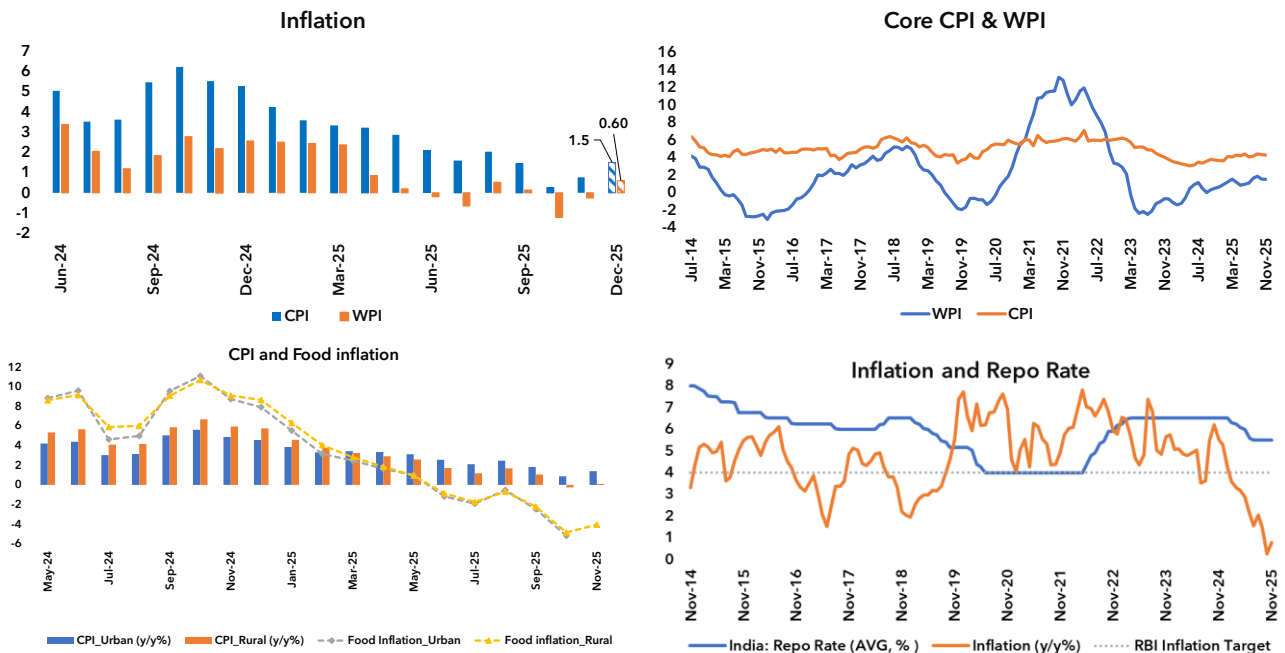 Inflation
7
6
5
4
3
2
1
0
-1
-2
1.5
0.60
Jun-24
Sep-24
Dec-24
Mar-25
Jun-25
Sep-25
Dec-25
CPI WPI
Core CPI & WPI
16
14
12
10
8
6
4
2
0
-2
-4
Jul-14
Mar-15
Nov-15
Jul-16
Mar-17
Nov-17
Jul-18
Mar-19
Nov-19
Jul-20
Mar-21
Nov-21
Jul-22
Mar-23
Nov-23
Jul-24
Mar-25
Nov-25
WPI CPI
CPI and Food inflation
12
10
8
6
4
2
0
-2
-4
-6
May-24
Jul-24
Sep-24
Nov-24
Jan-25
Mar-25
May-25
Jul-25
Sep-25
Nov-25
CPI_Urban (y/y%) CPI_Rural (y/y%) Food Inflation_Urban Food inflation_Rural
Inflation and Repo Rate
9
8
7
6
5
4
3
2
1
0
Nov-14
Nov-15
Nov-16
Nov-17
Nov-18
Nov-19
Nov-20
Nov-21
Nov-22
Nov-23
Nov-24
Nov-25
India: Repo Rate (AVG, % ) Inflation (y/y%) RBI Inflation Target